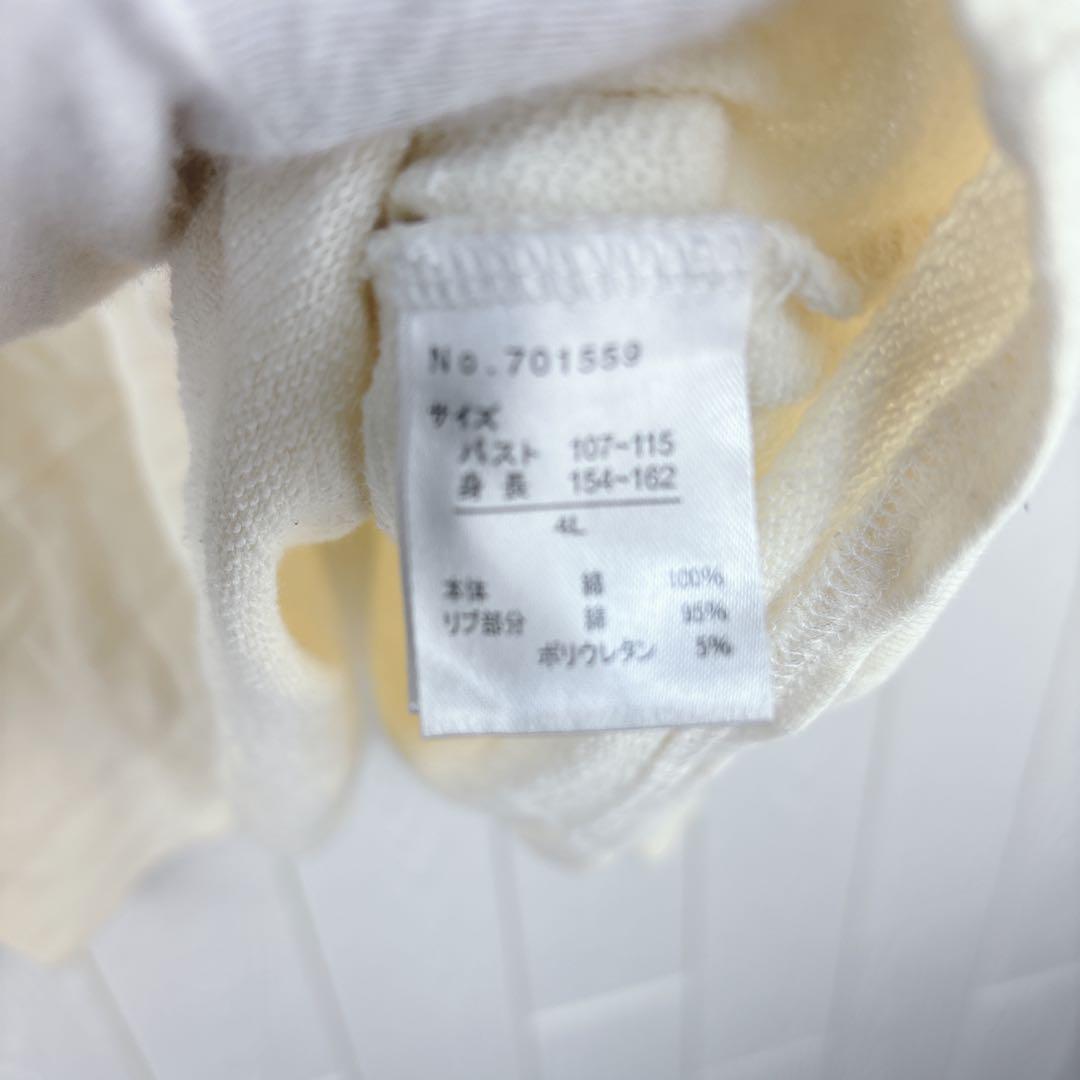 No.701559
サイズ
バスト 107-115
身長 154-162
4L
本体 綿 100%
リブ部分 綿 95%
ポリウレタン 5%